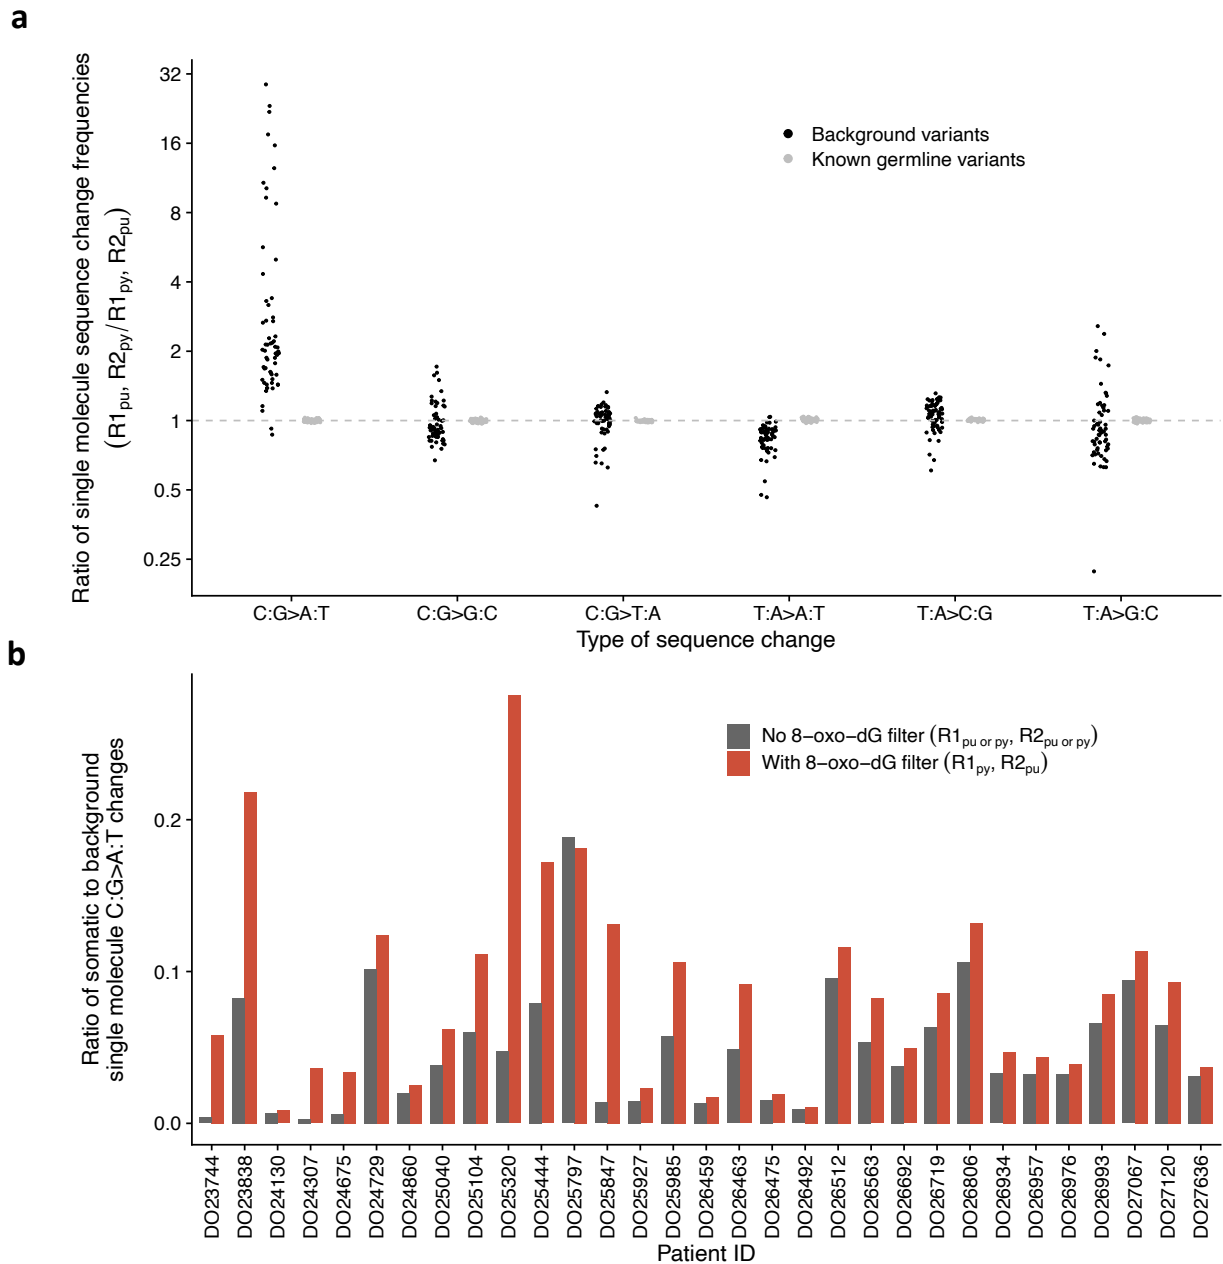 a
Ratio of single molecule sequence change frequencies
(R1pu, R2py/R1py, R2pu)
32
16
8
4
2
1
0.5
0.25
Background variants
Known germline variants
C:G>A:T
C:G>G:C
C:G>T:A
T:A>A:T
T:A>C:G
T:A>G:C
Type of sequence change
b
Ratio of somatic to background
single molecule C:G>A:T changes
0.2
0.1
0.0
No 8−oxo−dG filter (R1pu or py, R2pu or py)
With 8−oxo−dG filter (R1py, R2pu)
DO23744
DO23838
DO24130
DO24307
DO24675
DO24729
DO24860
DO25040
DO25104
DO25320
DO25444
DO25797
DO25847
DO25927
DO25985
DO26459
DO26463
DO26475
DO26492
DO26512
DO26563
DO26692
DO26719
DO26806
DO26934
DO26957
DO26976
DO26993
DO27067
DO27120
DO27636
Patient ID